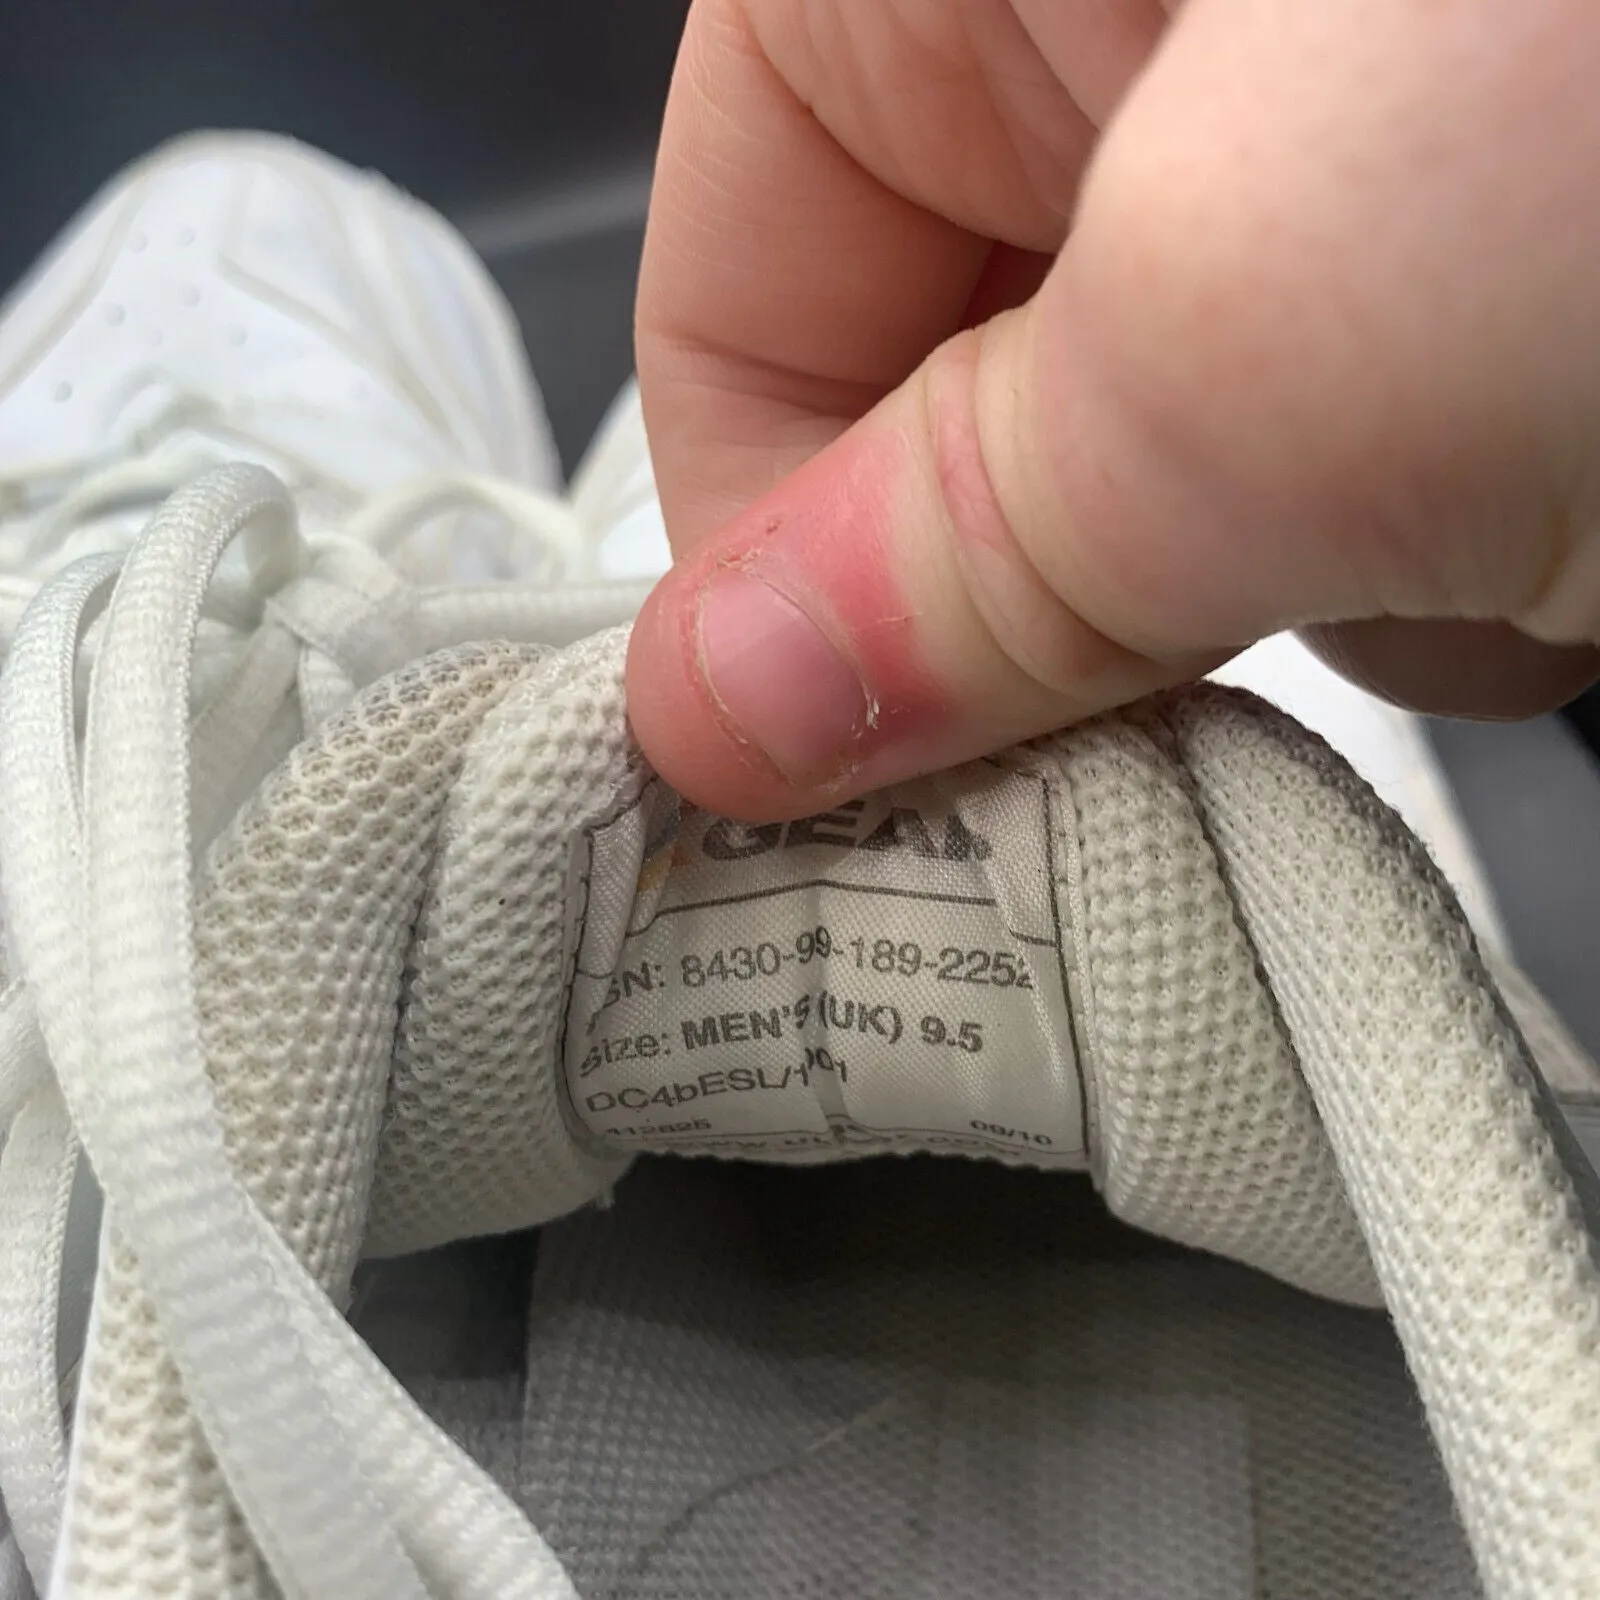 GEAR
SN: 8430-99-189-2252
Size: MEN'S (UK) 9.5
DC4bESL/1001
09/10